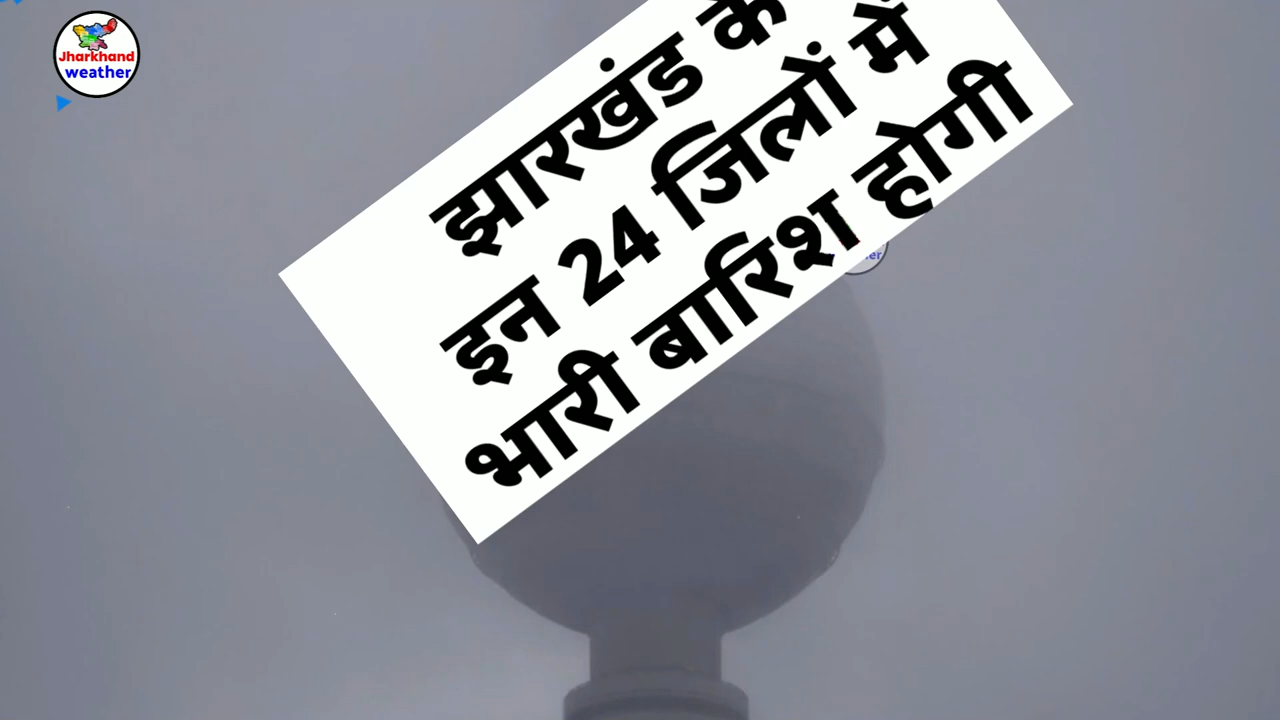 Jharkhand
weather
झारखंड के
इन 24 जिलों में
भारी बारिश होगी